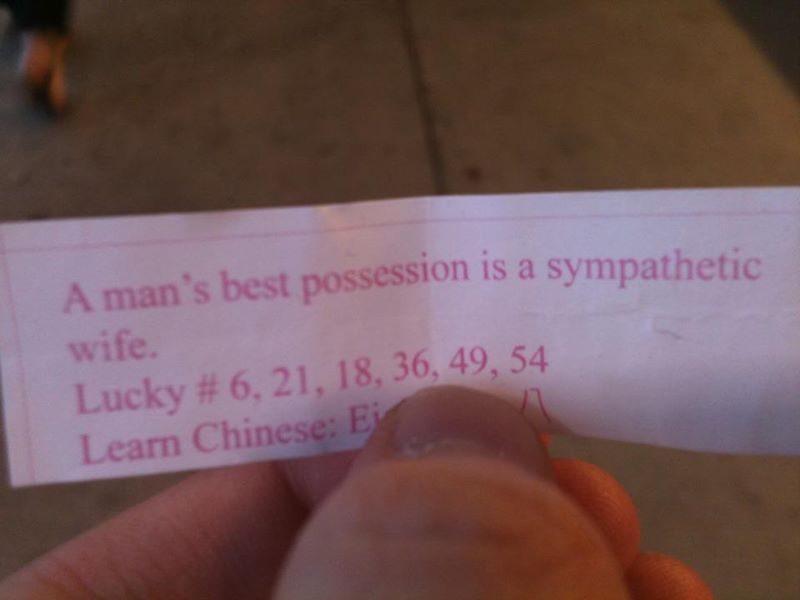 A man's best possession is a sympathetic
wife.
Lucky # 6, 21, 18, 36, 49, 54
Learn Chinese: 八